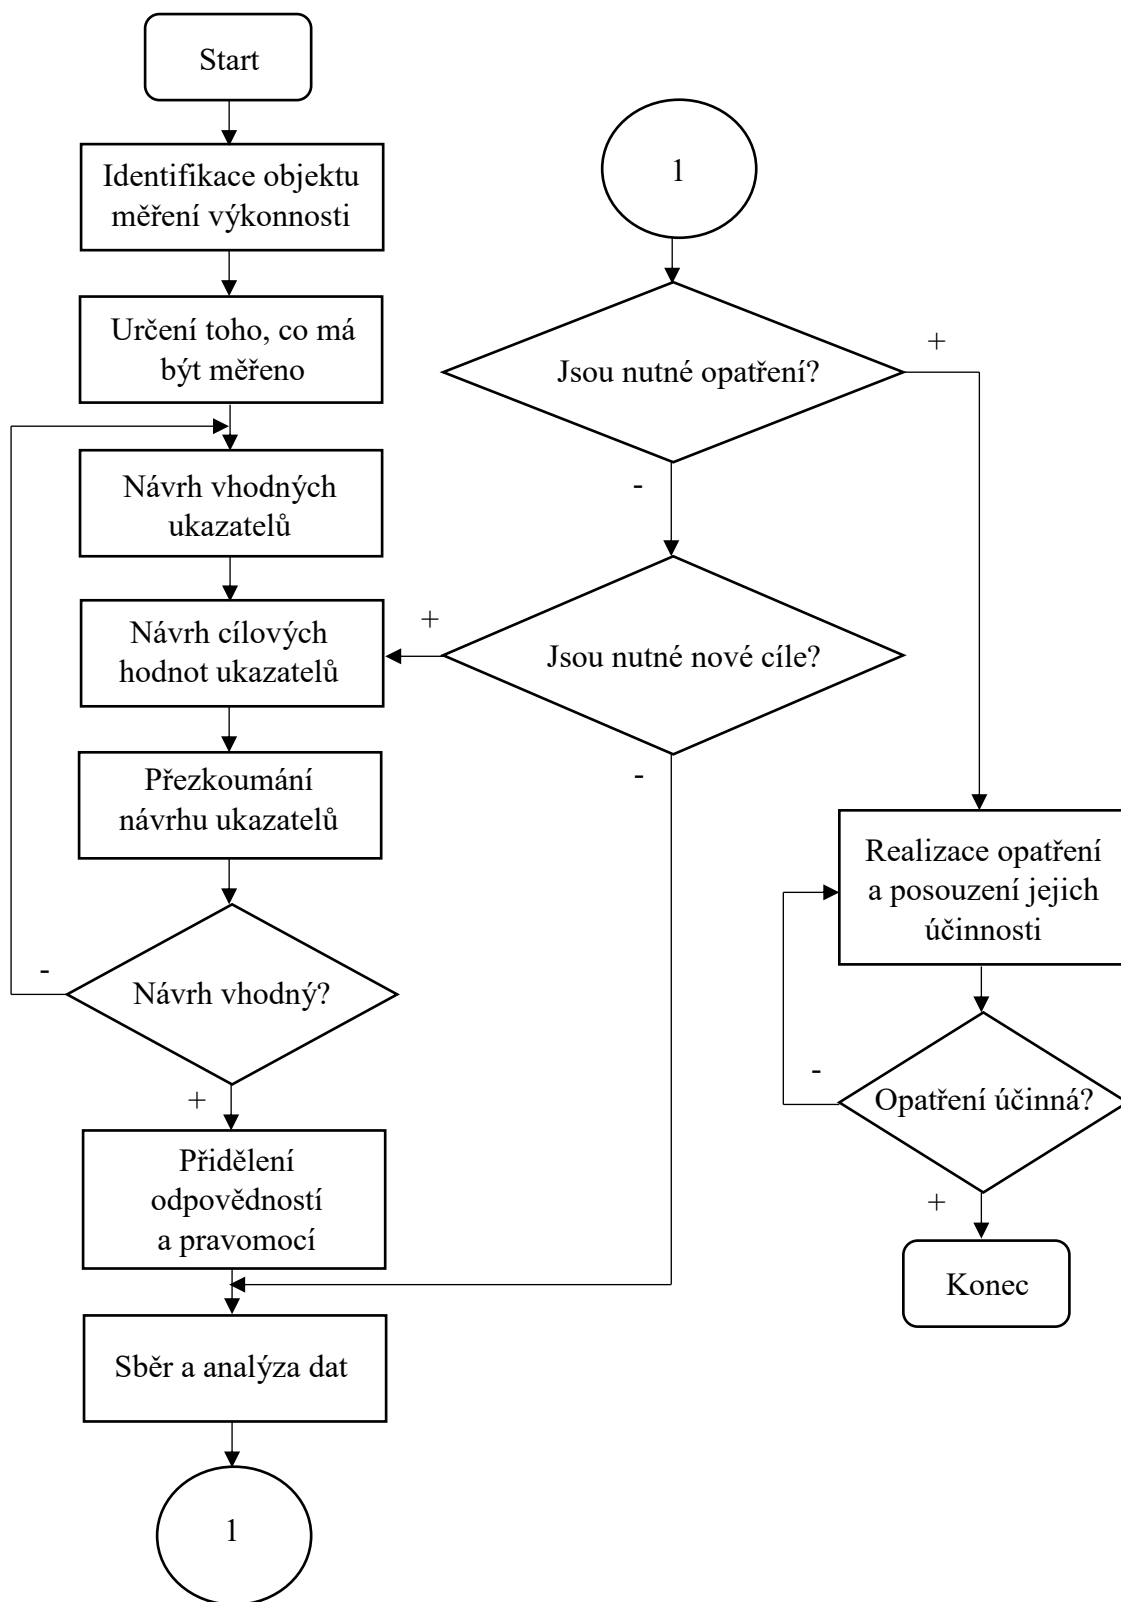 Start
Identifikace objektu
měření výkonnosti
Určení toho, co má
být měřeno
Návrh vhodných
ukazatelů
Návrh cílových
hodnot ukazatelů
Přezkoumání
návrhu ukazatelů
-
Návrh vhodný?
+
Přidělení
odpovědností
a pravomocí
Sběr a analýza dat
1
1
+
Jsou nutné opatření?
-
+
Jsou nutné nové cíle?
-
Realizace opatření
a posouzení jejich
účinnosti
-
Opatření účinná?
+
Konec